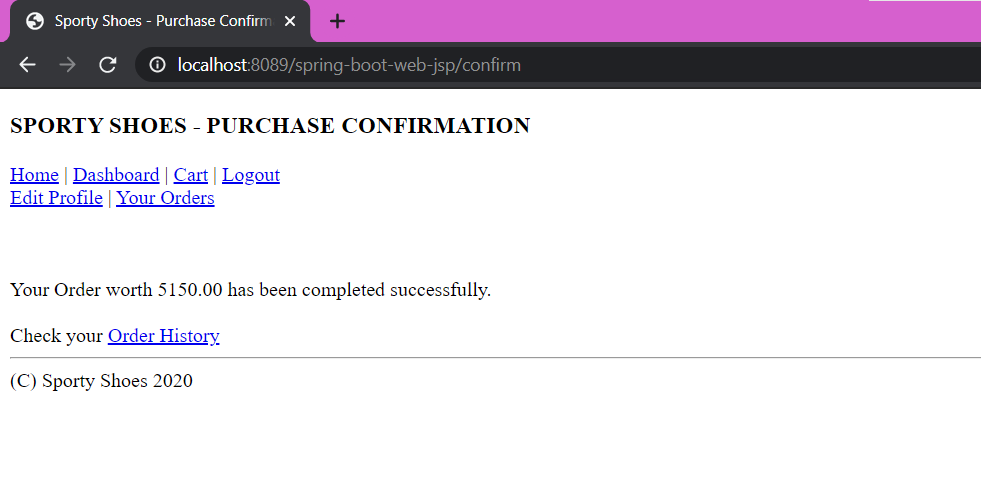 Sporty Shoes - Purchase Confirm
localhost:8089/spring-boot-web-jsp/confirm
SPORTY SHOES - PURCHASE CONFIRMATION
Home | Dashboard | Cart | Logout
Edit Profile | Your Orders
Your Order worth 5150.00 has been completed successfully.
Check your Order History
(C) Sporty Shoes 2020